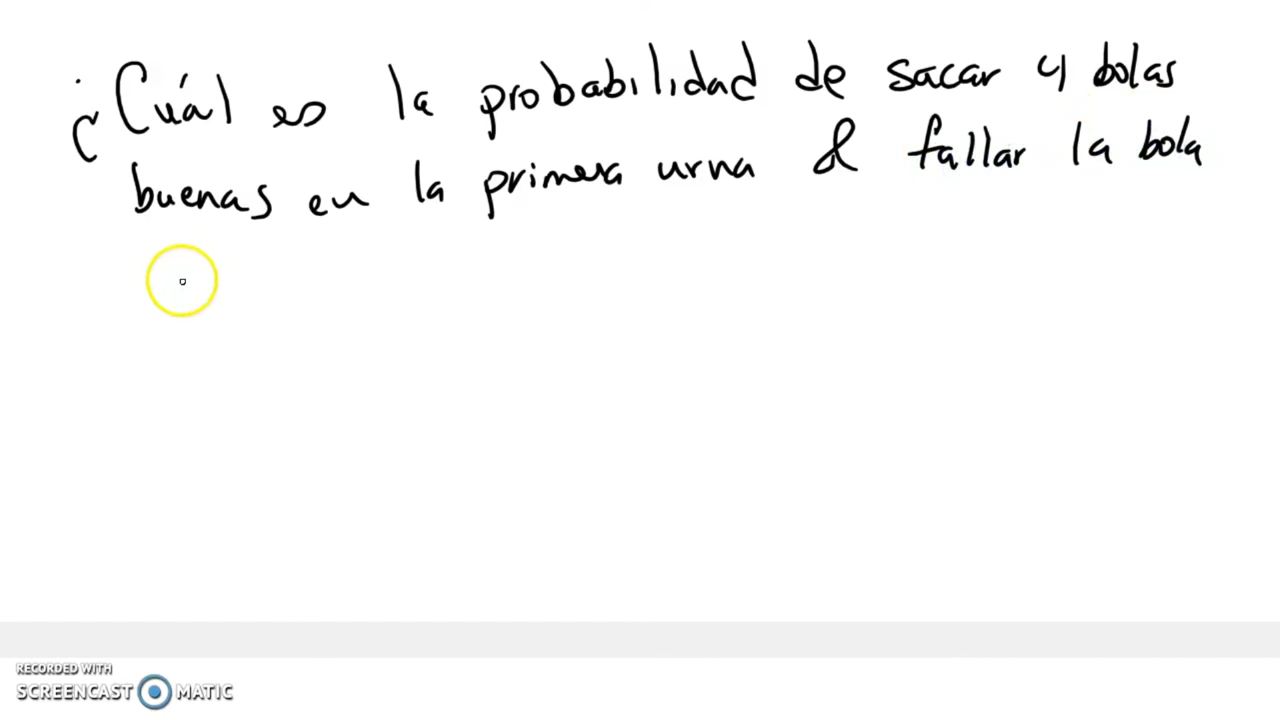 ¿Cuál es la probabilidad de sacar 4 bolas
buenas en la primera urna & fallar la bola
RECORDED WITH
SCREENCAST MATIC